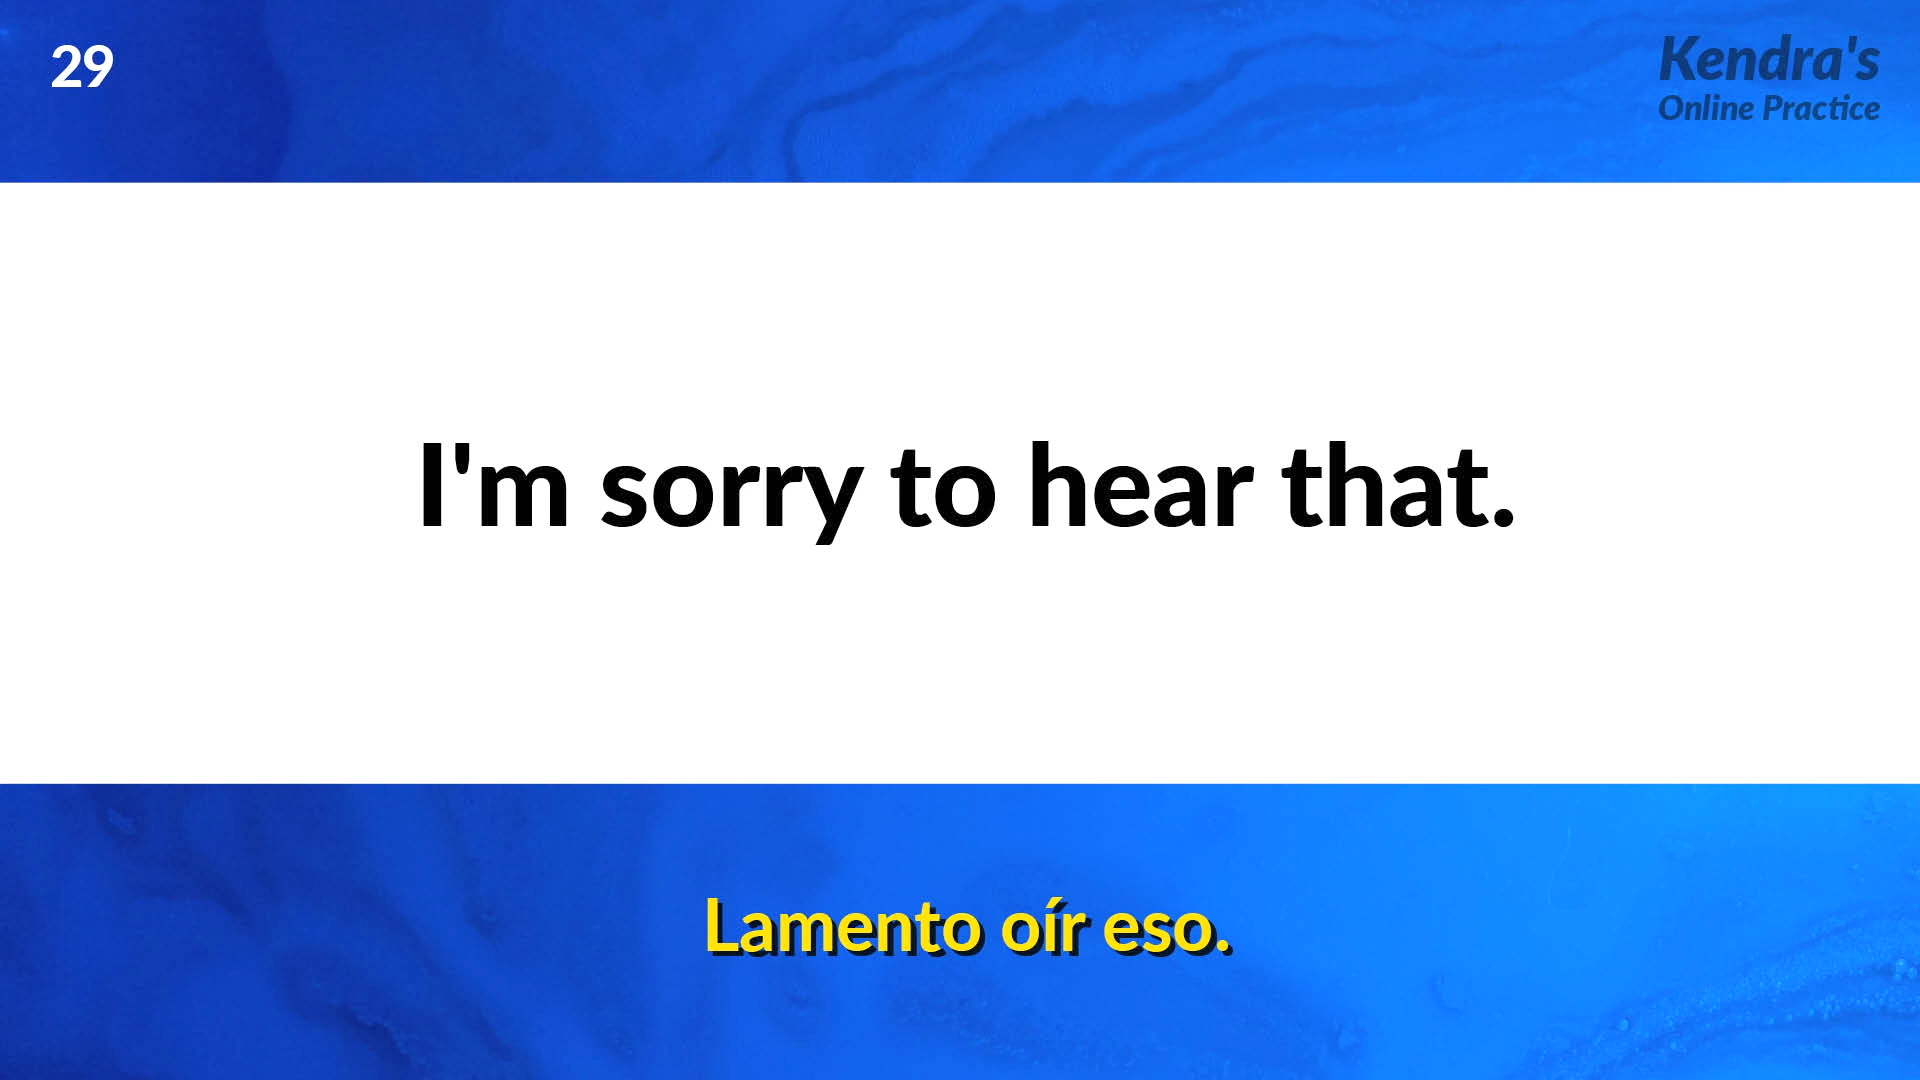 29
Kendra's
Online Practice
I'm sorry to hear that.
Lamento oír eso.